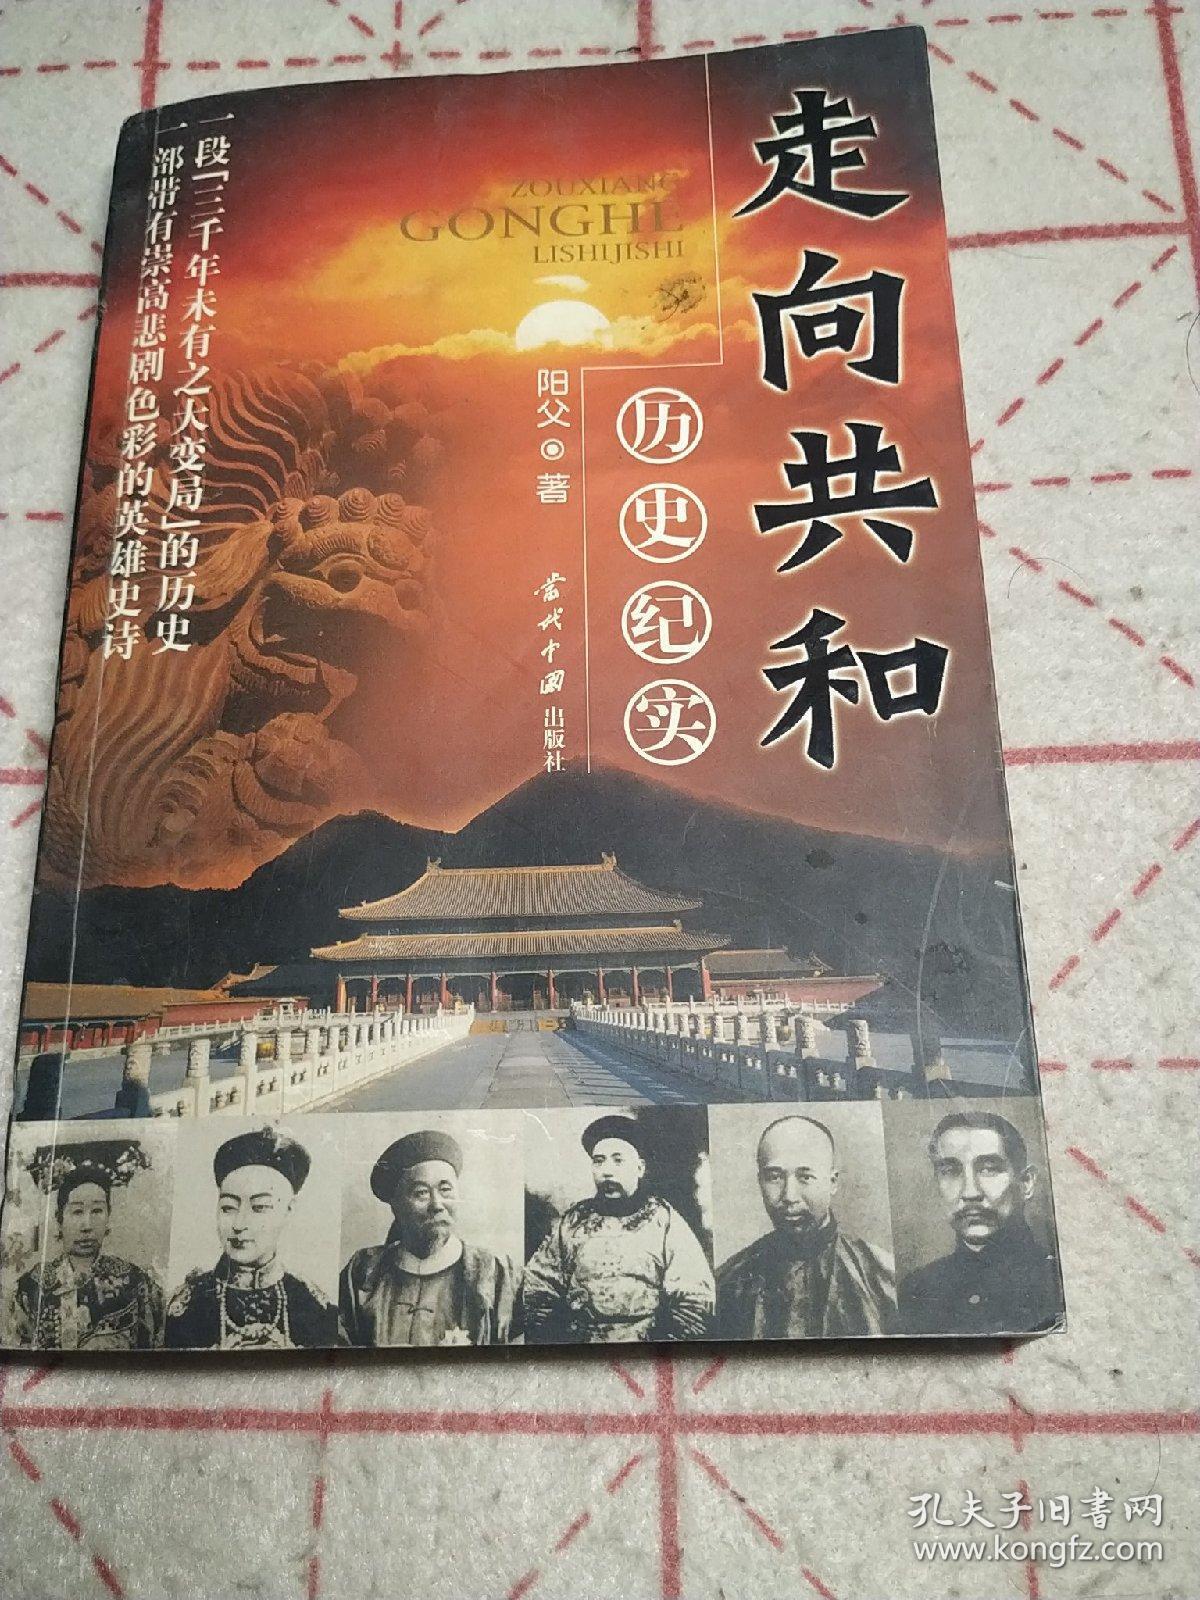 走向共和
历史纪实
ZOUXIANG
GONGHE
LISHIJISHI
阳父◎著
当代中国出版社
一段「三千年未有之大变局」的历史
一部带有崇高悲剧色彩的英雄史诗
孔夫子旧书网
www.kongfz.com